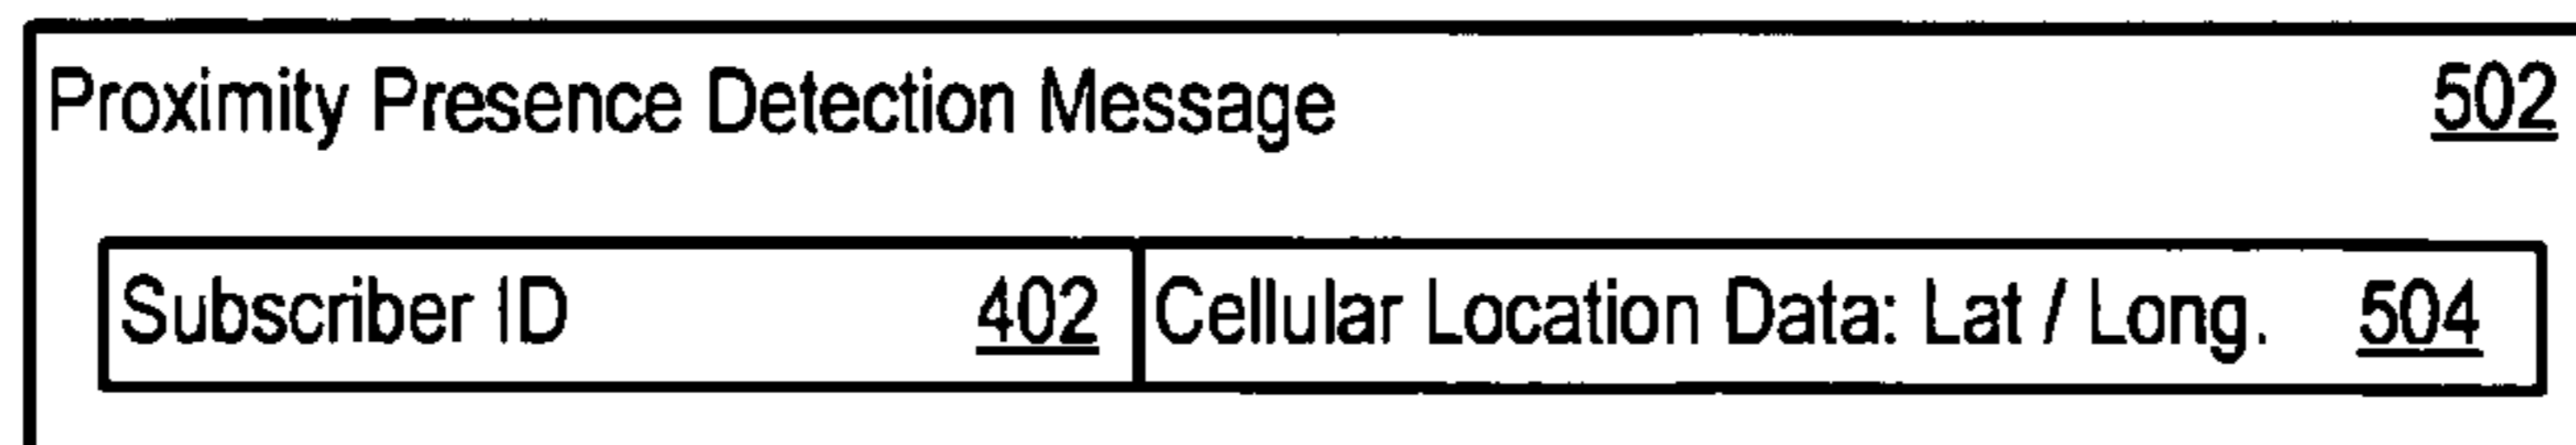 Proximity Presence Detection Message 502
Subscriber ID 402 Cellular Location Data: Lat / Long. 504